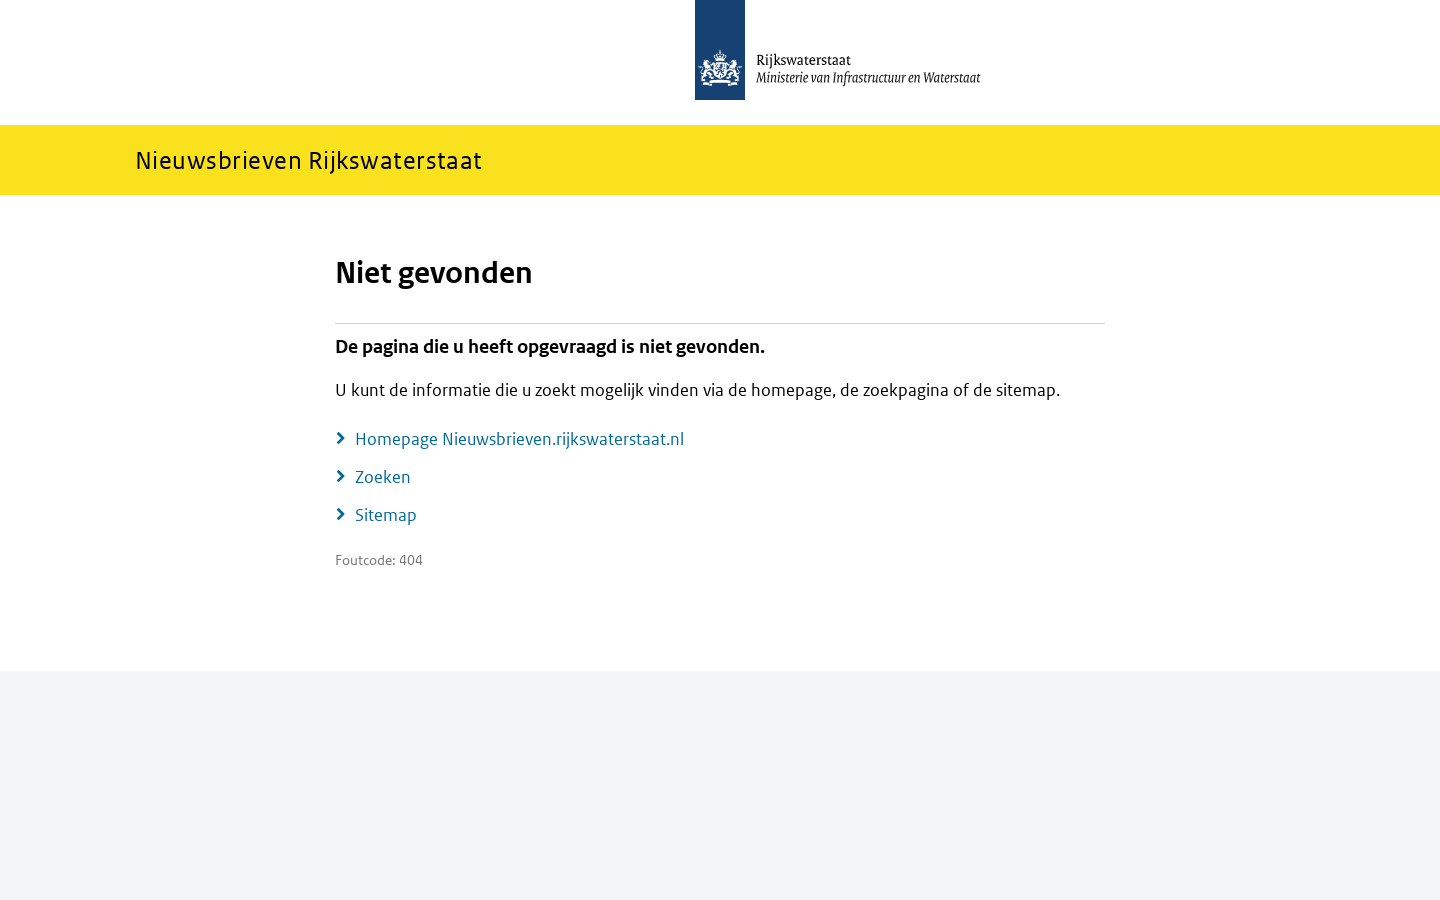 Rijkswaterstaat
Ministerie van Infrastructuur en Waterstaat
Nieuwsbrieven Rijkswaterstaat
Niet gevonden
De pagina die u heeft opgevraagd is niet gevonden.
U kunt de informatie die u zoekt mogelijk vinden via de homepage, de zoekpagina of de sitemap.
Homepage Nieuwsbrieven.rijkswaterstaat.nl
Zoeken
Sitemap
Foutcode: 404